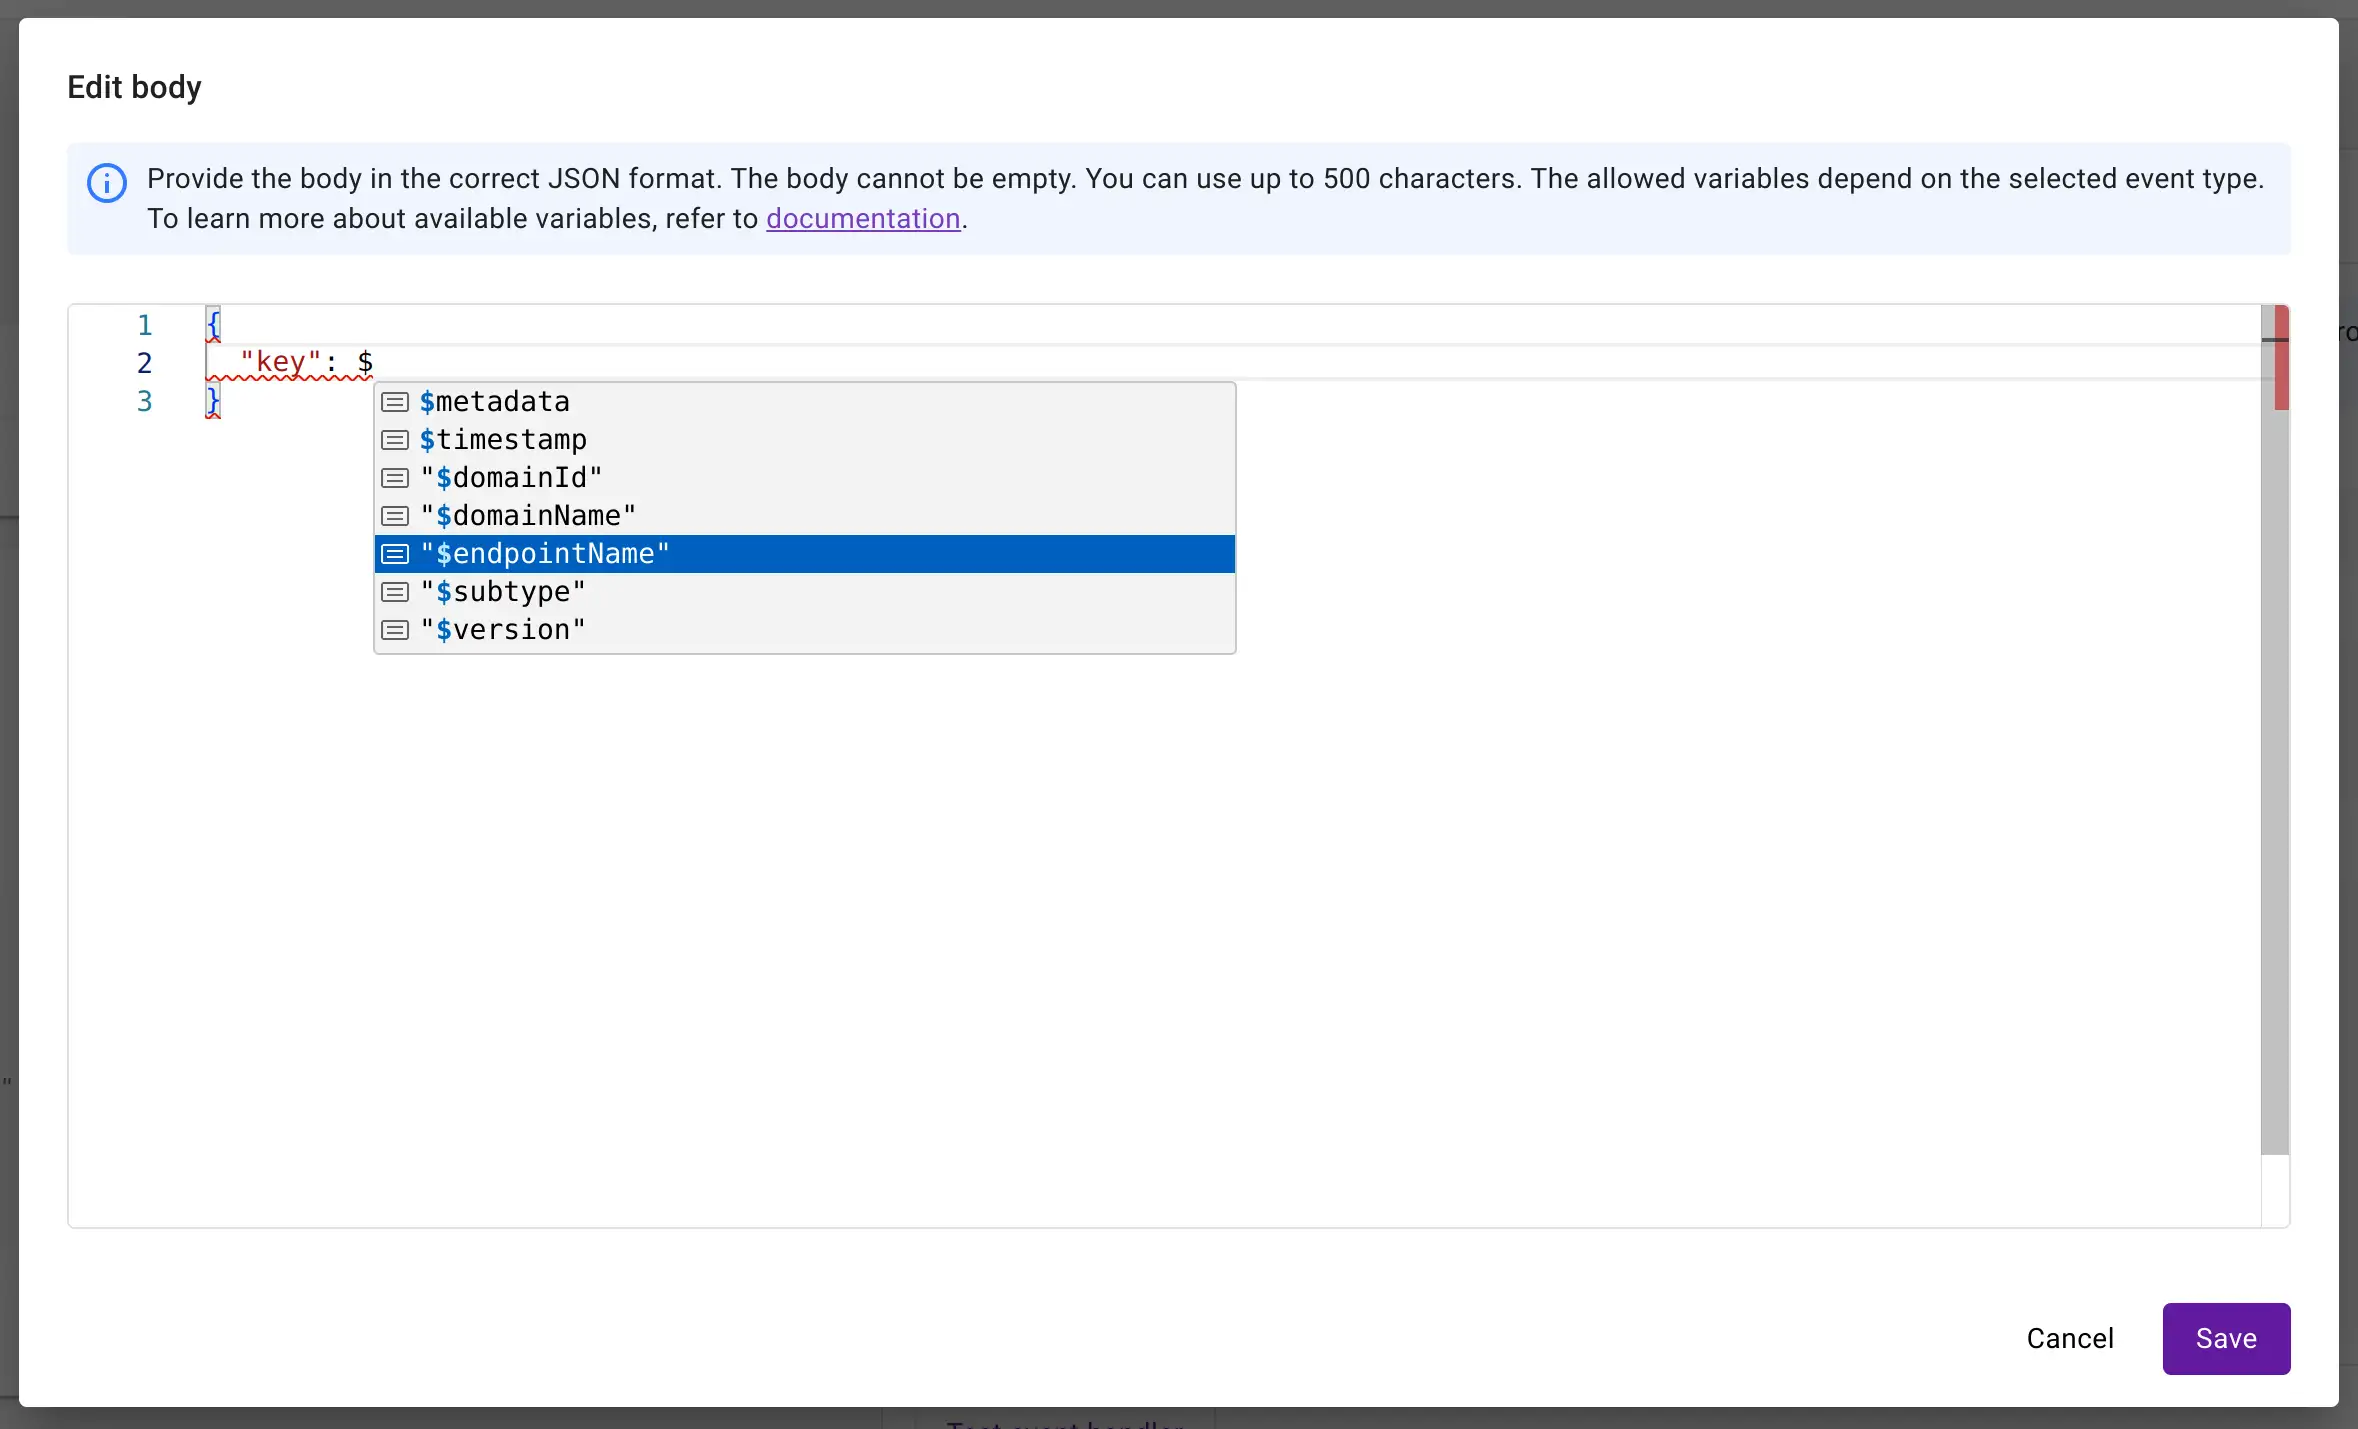 Edit body
Provide the body in the correct JSON format. The body cannot be empty. You can use up to 500 characters. The allowed variables depend on the selected event type.
To learn more about available variables, refer to documentation.
1 {
2 "key": $
3 }
$metadata
$timestamp
"$domainId"
"$domainName"
"$endpointName"
"$subtype"
"$version"
Cancel
Save